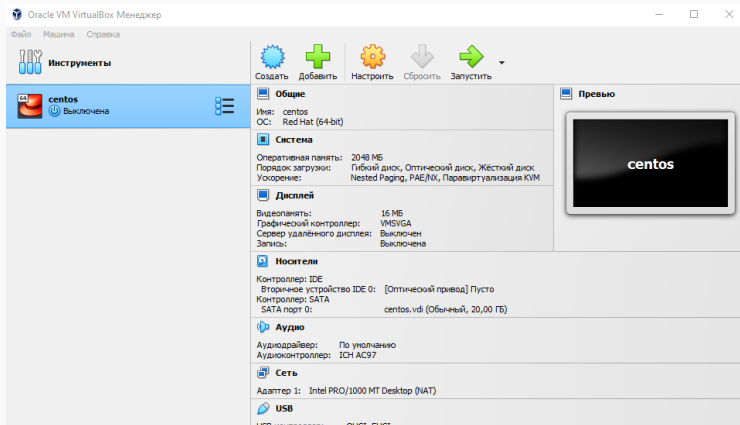 Oracle VM VirtualBox Менеджер
Файл Машина Справка
Инструменты
Создать Добавить Настроить Сбросить Запустить
64
centos
Выключена
Общие
Имя: centos
ОС: Red Hat (64-bit)
Превью
centos
Система
Оперативная память: 2048 МБ
Порядок загрузки: Гибкий диск, Оптический диск, Жёсткий диск
Ускорение: Nested Paging, PAE/NX, Паравиртуализация KVM
Дисплей
Видеопамять: 16 МБ
Графический контроллер: VMSVGA
Сервер удалённого дисплея: Выключен
Запись: Выключена
Носители
Контроллер: IDE
Вторичное устройство IDE 0: [Оптический привод] Пусто
Контроллер: SATA
SATA порт 0: centos.vdi (Обычный, 20,00 ГБ)
Аудио
Аудиодрайвер: По умолчанию
Аудиоконтроллер: ICH AC97
Сеть
Адаптер 1: Intel PRO/1000 MT Desktop (NAT)
USB